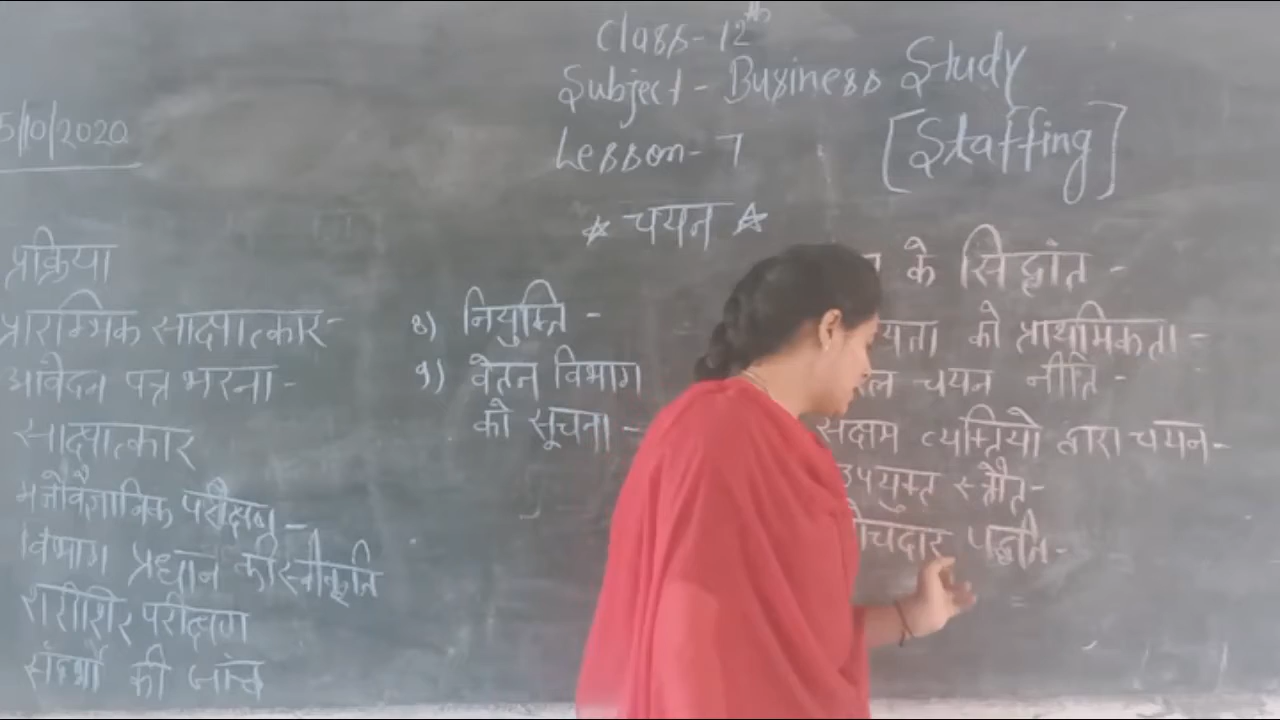 Class-12th
Subject - Business Study
Lesson-7 [Staffing]
5/10/2020
☆ चयन ☆
प्रक्रिया
प्रारम्भिक साक्षात्कार-
आवेदन पत्र भरना-
साक्षात्कार
मनोवैज्ञानिक परीक्षण-
विभाग प्रधान की स्वीकृति
परीक्षण
संदर्भो की जांच
8) नियुक्ति -
9) वेतन विभाग
को सूचना -
के सिद्धांत -
को प्राथमिकता -
चयन नीति -
सक्षम व्यक्तियो द्वारा चयन-
उपयुक्त स्त्रौत-
पद्धति-